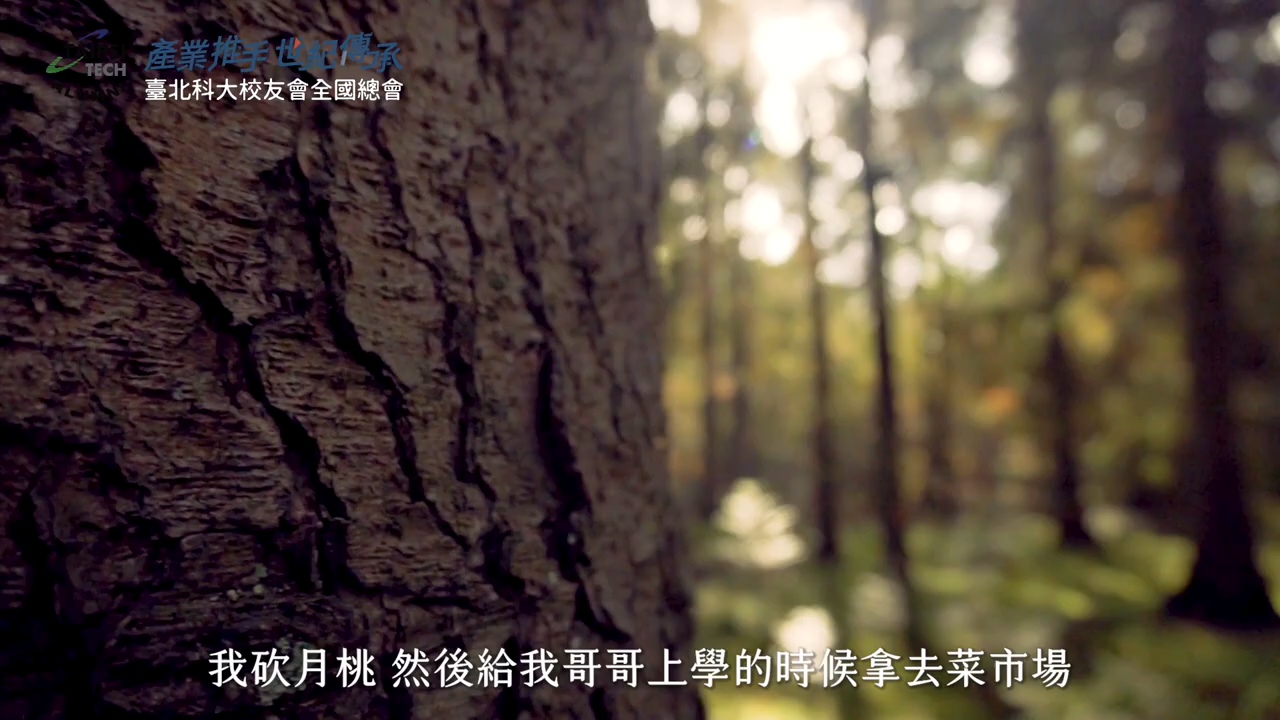 TECH
產業推手世紀傳承
臺北科大校友會全國總會
我砍月桃 然後給我哥哥上學的時候拿去菜市場